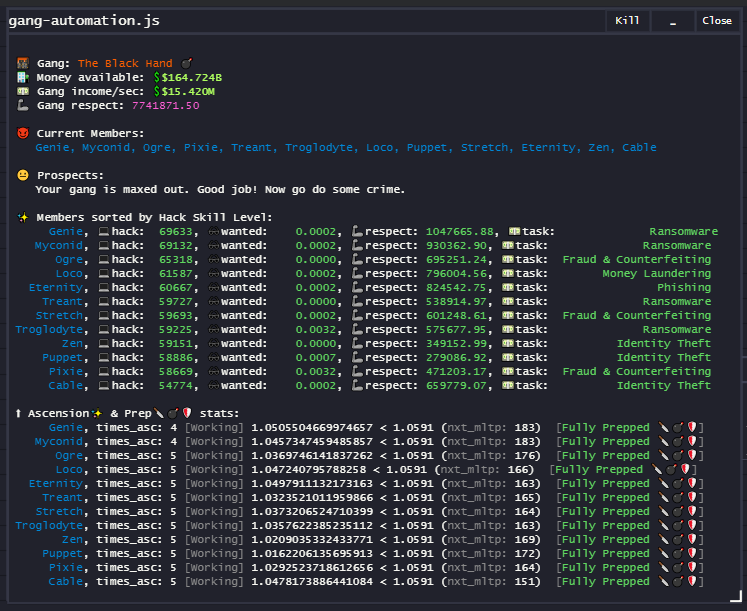 gang-automation.js Kill _ Close
Gang: The Black Hand
Money available: $$164.724B
Gang income/sec: $$15.420M
Gang respect: 7741871.50
Current Members:
Genie, Myconid, Ogre, Pixie, Treant, Troglodyte, Loco, Puppet, Stretch, Eternity, Zen, Cable
Prospects:
Your gang is maxed out. Good job! Now go do some crime.
Members sorted by Hack Skill Level:
Genie, hack: 69633, wanted: 0.0002, respect: 1047665.88, task: Ransomware
Myconid, hack: 69132, wanted: 0.0002, respect: 930362.90, task: Ransomware
Ogre, hack: 65318, wanted: 0.0000, respect: 695251.24, task: Fraud & Counterfeiting
Loco, hack: 61587, wanted: 0.0002, respect: 796004.56, task: Money Laundering
Eternity, hack: 60667, wanted: 0.0002, respect: 824542.75, task: Phishing
Treant, hack: 59727, wanted: 0.0000, respect: 538914.97, task: Ransomware
Stretch, hack: 59693, wanted: 0.0002, respect: 601248.61, task: Fraud & Counterfeiting
Troglodyte, hack: 59225, wanted: 0.0032, respect: 575677.95, task: Ransomware
Zen, hack: 59151, wanted: 0.0000, respect: 349152.99, task: Identity Theft
Puppet, hack: 58886, wanted: 0.0007, respect: 279086.92, task: Identity Theft
Pixie, hack: 58669, wanted: 0.0032, respect: 471203.17, task: Fraud & Counterfeiting
Cable, hack: 54774, wanted: 0.0002, respect: 659779.07, task: Identity Theft
Ascension & Prep stats:
Genie, times_asc: 4 [Working] 1.0505504669974657 < 1.0591 (nxt_mltp: 183) [Fully Prepped]
Myconid, times_asc: 4 [Working] 1.0457347459485857 < 1.0591 (nxt_mltp: 183) [Fully Prepped]
Ogre, times_asc: 5 [Working] 1.0369746141837262 < 1.0591 (nxt_mltp: 176) [Fully Prepped]
Loco, times_asc: 5 [Working] 1.047240795788258 < 1.0591 (nxt_mltp: 166) [Fully Prepped]
Eternity, times_asc: 5 [Working] 1.0497911132173163 < 1.0591 (nxt_mltp: 163) [Fully Prepped]
Treant, times_asc: 5 [Working] 1.0323521011959866 < 1.0591 (nxt_mltp: 165) [Fully Prepped]
Stretch, times_asc: 5 [Working] 1.0373206524710399 < 1.0591 (nxt_mltp: 164) [Fully Prepped]
Troglodyte, times_asc: 5 [Working] 1.0357622385235112 < 1.0591 (nxt_mltp: 163) [Fully Prepped]
Zen, times_asc: 5 [Working] 1.0209035332433771 < 1.0591 (nxt_mltp: 169) [Fully Prepped]
Puppet, times_asc: 5 [Working] 1.0162206135695913 < 1.0591 (nxt_mltp: 172) [Fully Prepped]
Pixie, times_asc: 5 [Working] 1.0292523718612656 < 1.0591 (nxt_mltp: 164) [Fully Prepped]
Cable, times_asc: 5 [Working] 1.0478173886441084 < 1.0591 (nxt_mltp: 151) [Fully Prepped]